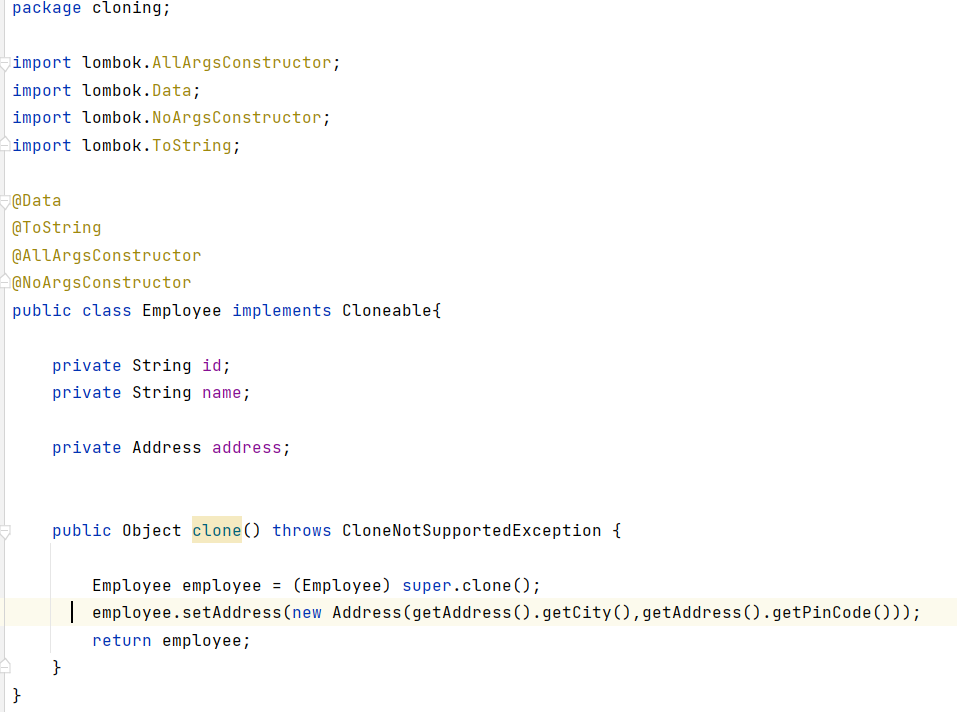 package cloning;
import lombok.AllArgsConstructor;
import lombok.Data;
import lombok.NoArgsConstructor;
import lombok.ToString;
@Data
@ToString
@AllArgsConstructor
@NoArgsConstructor
public class Employee implements Cloneable{
    private String id;
    private String name;
    private Address address;
    public Object clone() throws CloneNotSupportedException {
        Employee employee = (Employee) super.clone();
        employee.setAddress(new Address(getAddress().getCity(),getAddress().getPinCode()));
        return employee;
    }
}